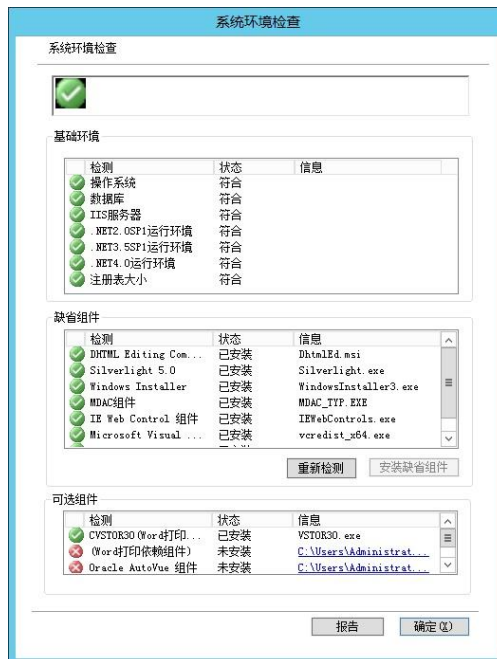 系统环境检查
系统环境检查
基础环境
检测 状态 信息
操作系统 符合
数据库 符合
IIS服务器 符合
.NET2.0SP1运行环境 符合
.NET3.5SP1运行环境 符合
.NET4.0运行环境 符合
注册表大小 符合
缺省组件
检测 状态 信息
DHTML Editing Com... 已安装 DhtmlEd.msi
Silverlight 5.0 已安装 Silverlight.exe
Windows Installer 已安装 WindowsInstaller3.exe
MDAC组件 已安装 MDAC_TYP.EXE
IE Web Control 组件 已安装 IEWebControls.exe
Microsoft Visual ... 已安装 vcredist_x64.exe
重新检测 安装缺省组件
可选组件
检测 状态 信息
CVSTOR30(Word打印... 已安装 VSTOR30.exe
(Word打印依赖组件) 未安装 C:\Users\Administrat...
Oracle AutoVue 组件 未安装 C:\Users\Administrat...
报告 确定(X)